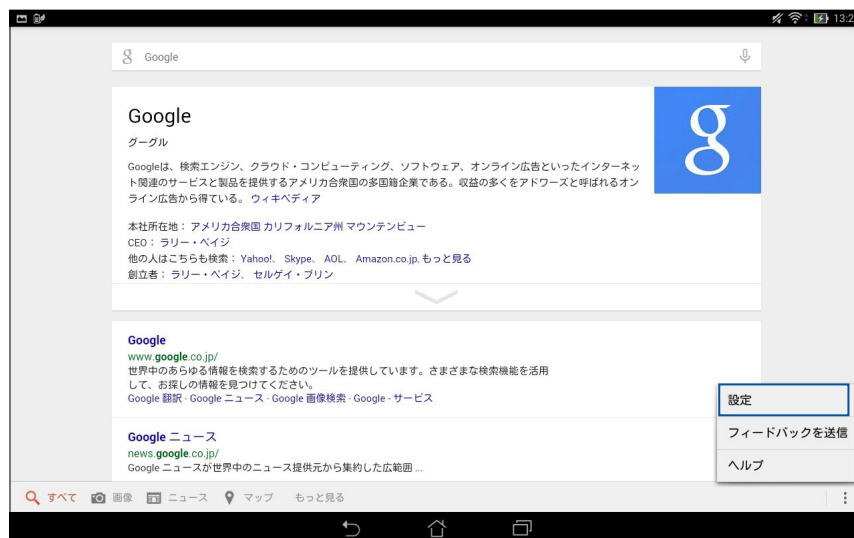 13:2
Google
Google
グーグル
Googleは、検索エンジン、クラウド・コンピューティング、ソフトウェア、オンライン広告といったインターネッ
ト関連のサービスと製品を提供するアメリカ合衆国の多国籍企業である。収益の多くをアドワーズと呼ばれるオン
ライン広告から得ている。 ウィキペディア
本社所在地： アメリカ合衆国 カリフォルニア州 マウンテンビュー
CEO： ラリー・ペイジ
他の人はこちらも検索： Yahoo!、 Skype、 AOL、 Amazon.co.jp, もっと見る
創立者： ラリー・ペイジ、 セルゲイ・ブリン
Google
www.google.co.jp/
世界中のあらゆる情報を検索するためのツールを提供しています。さまざまな検索機能を活用
して、お探しの情報を見つけてください。
Google 翻訳 - Google ニュース - Google 画像検索 - Google - サービス
Google ニュース
news.google.co.jp/
Google ニュースが世界中のニュース提供元から集約した広範囲 ...
設定
フィードバックを送信
ヘルプ
すべて 画像 ニュース マップ もっと見る